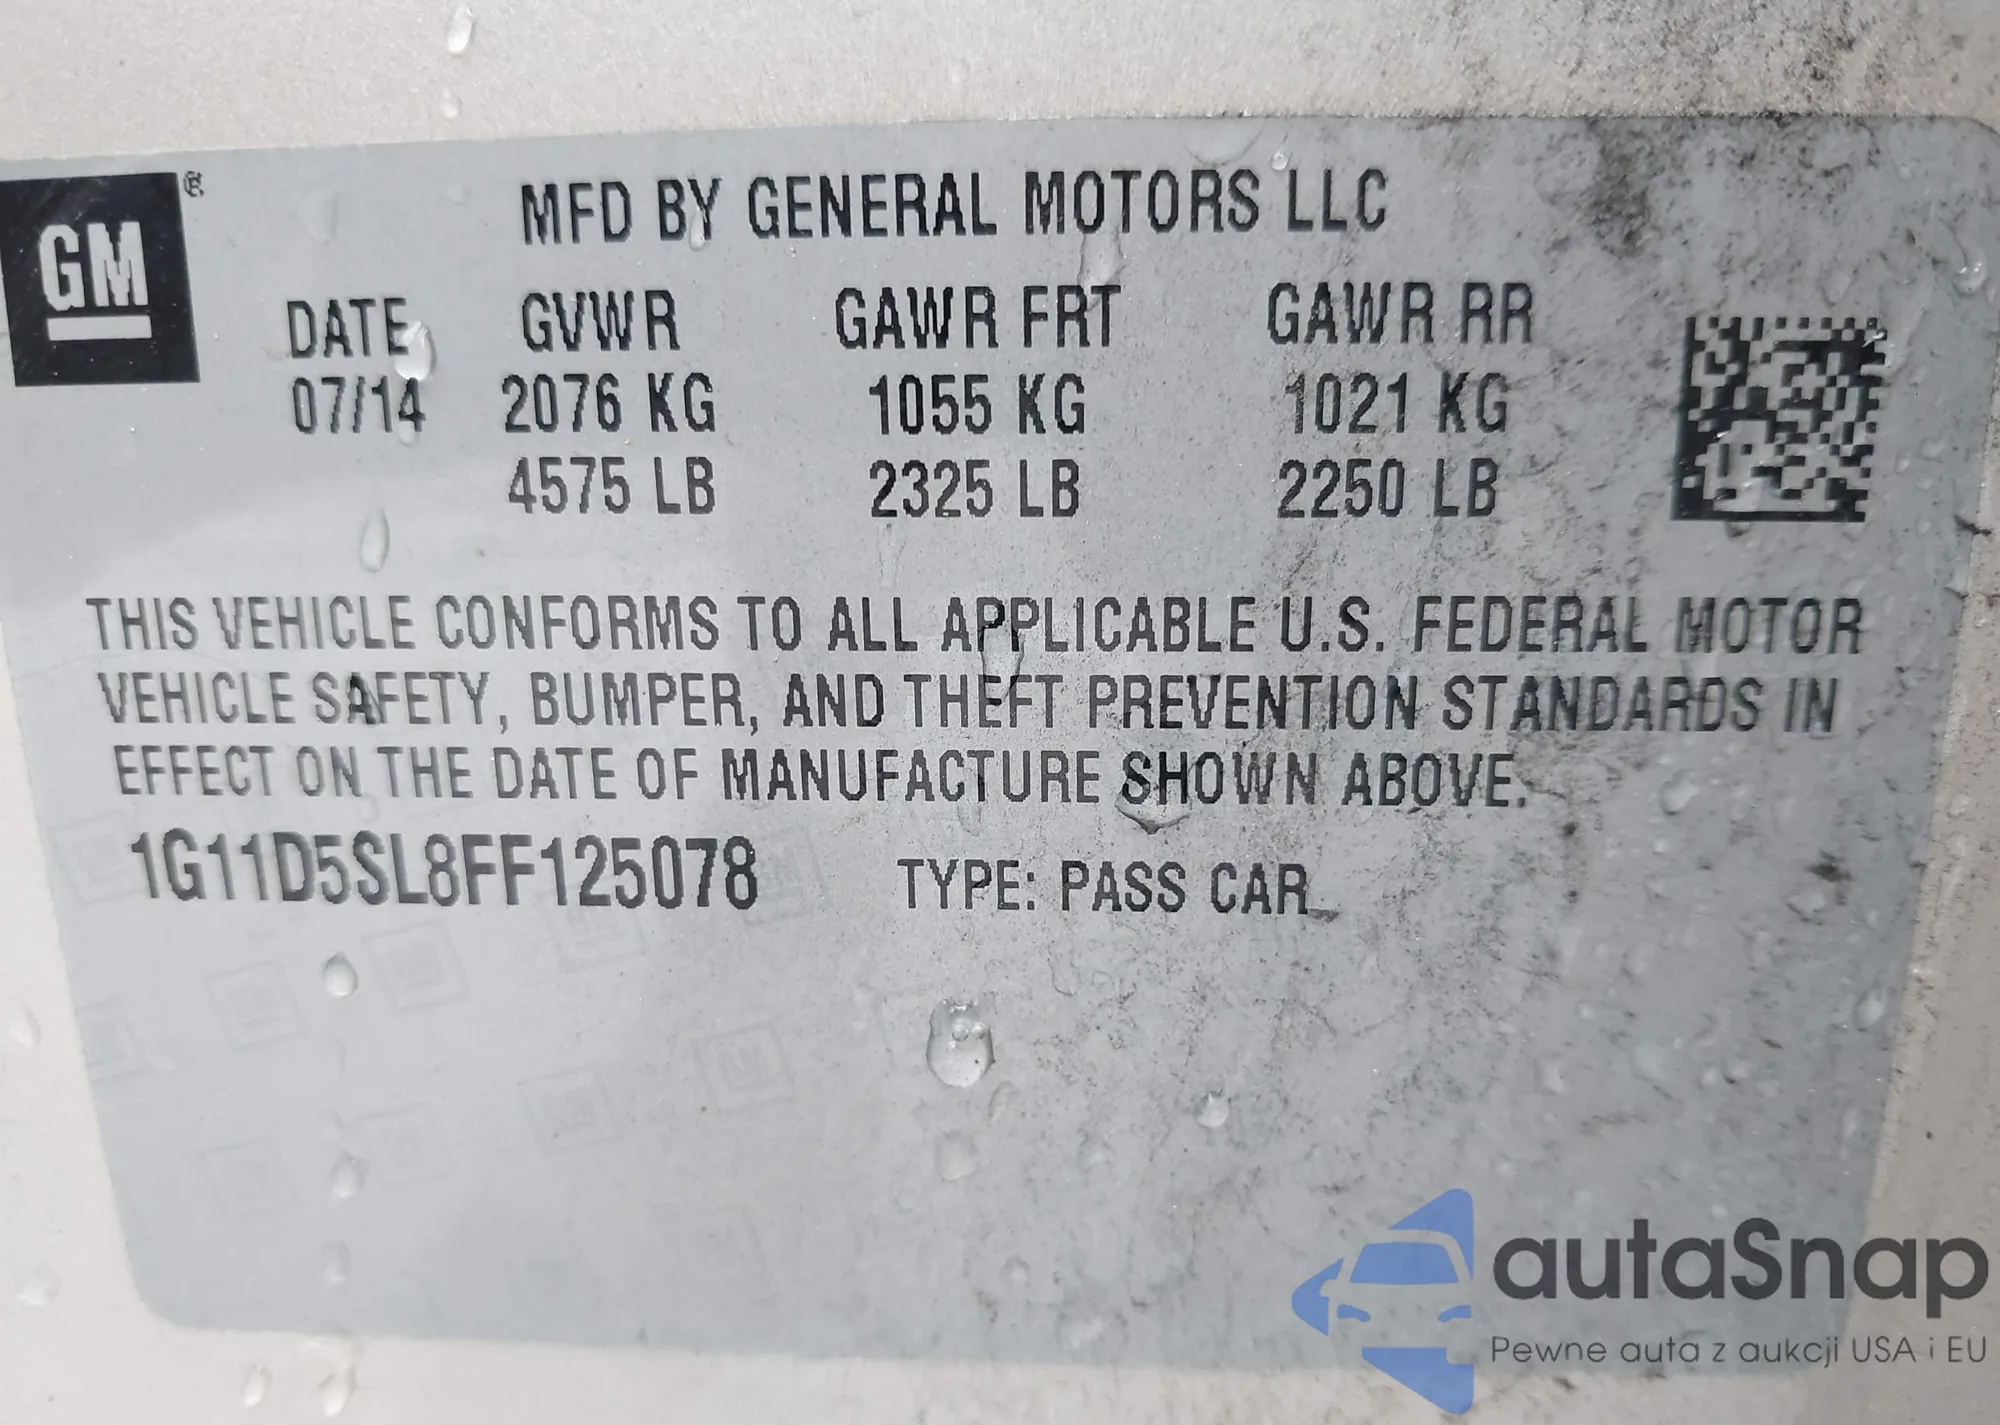 GM ®
MFD BY GENERAL MOTORS LLC
DATE GVWR GAWR FRT GAWR RR
07/14 2076 KG 1055 KG 1021 KG
4575 LB 2325 LB 2250 LB
THIS VEHICLE CONFORMS TO ALL APPLICABLE U.S. FEDERAL MOTOR
VEHICLE SAFETY, BUMPER, AND THEFT PREVENTION STANDARDS IN
EFFECT ON THE DATE OF MANUFACTURE SHOWN ABOVE.
1G11D5SL8FF125078 TYPE: PASS CAR
autaSnap
Pewne auta z aukcji USA i EU